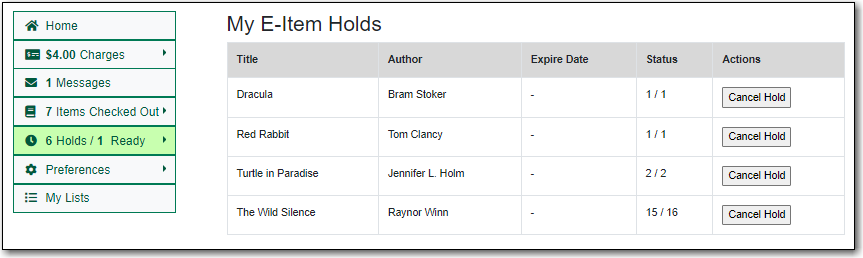 Home
$4.00 Charges
1 Messages
7 Items Checked Out
6 Holds / 1 Ready
Preferences
My Lists
My E-Item Holds
Title Author Expire Date Status Actions
Dracula Bram Stoker - 1 / 1 Cancel Hold
Red Rabbit Tom Clancy - 1 / 1 Cancel Hold
Turtle in Paradise Jennifer L. Holm - 2 / 2 Cancel Hold
The Wild Silence Raynor Winn - 15 / 16 Cancel Hold